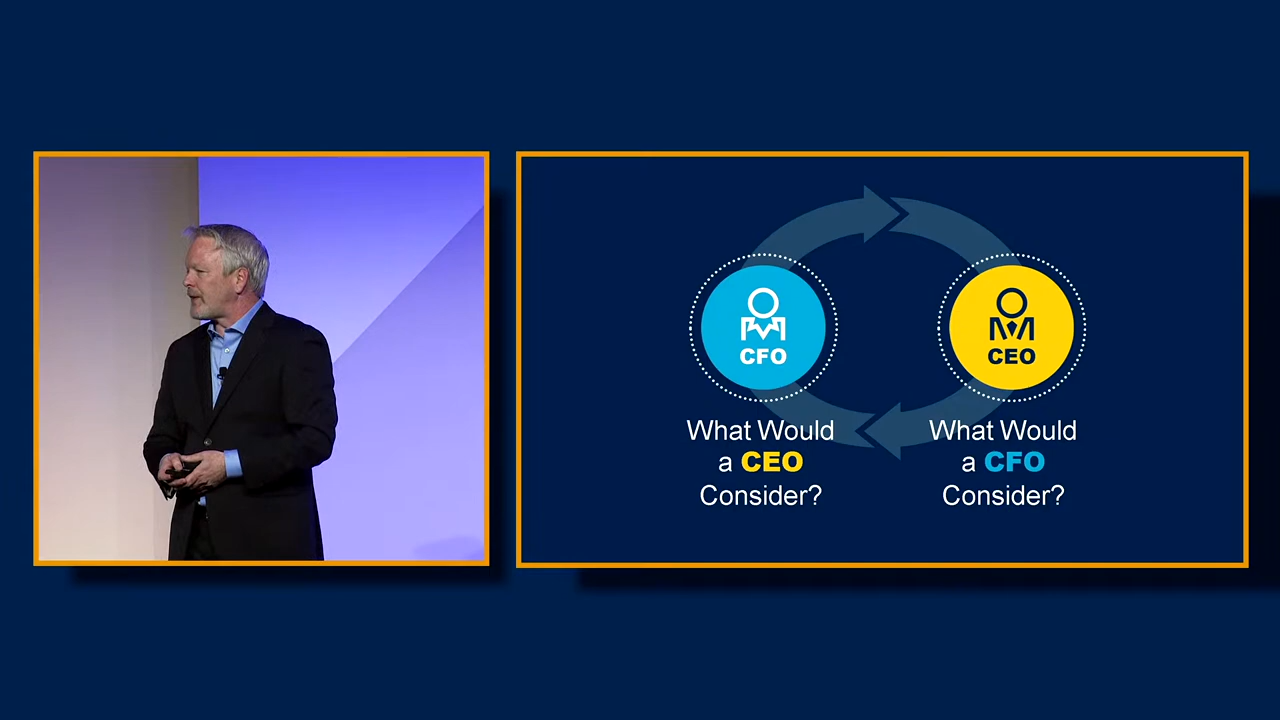 CFO
What Would
a CEO
Consider?
CEO
What Would
a CFO
Consider?